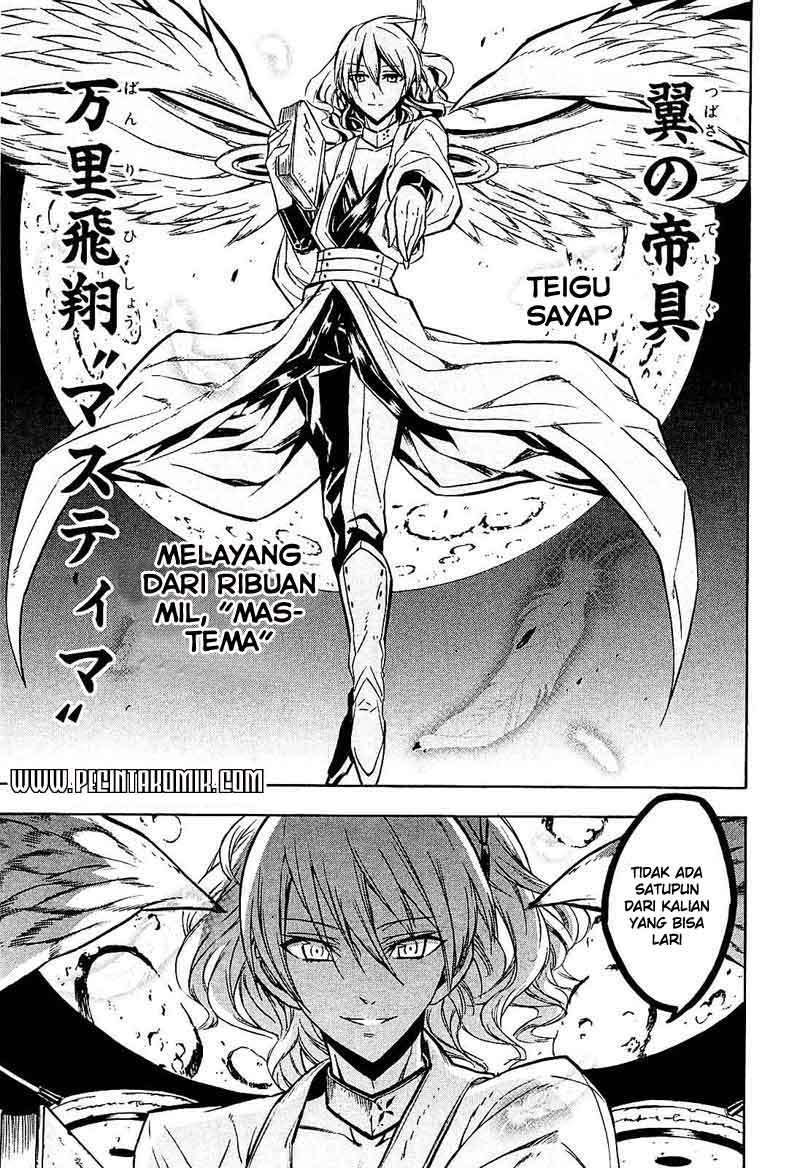 翼の帝具
つばさ
ていぐ
万里飛翔“マスティマ”
ばんりひしょう
TEIGU
SAYAP
MELAYANG
DARI RIBUAN
MIL, "MAS-
TEMA"
WWW.PECINTAKOMIK.COM
TIDAK ADA
SATUPUN
DARI KALIAN
YANG BISA
LARI